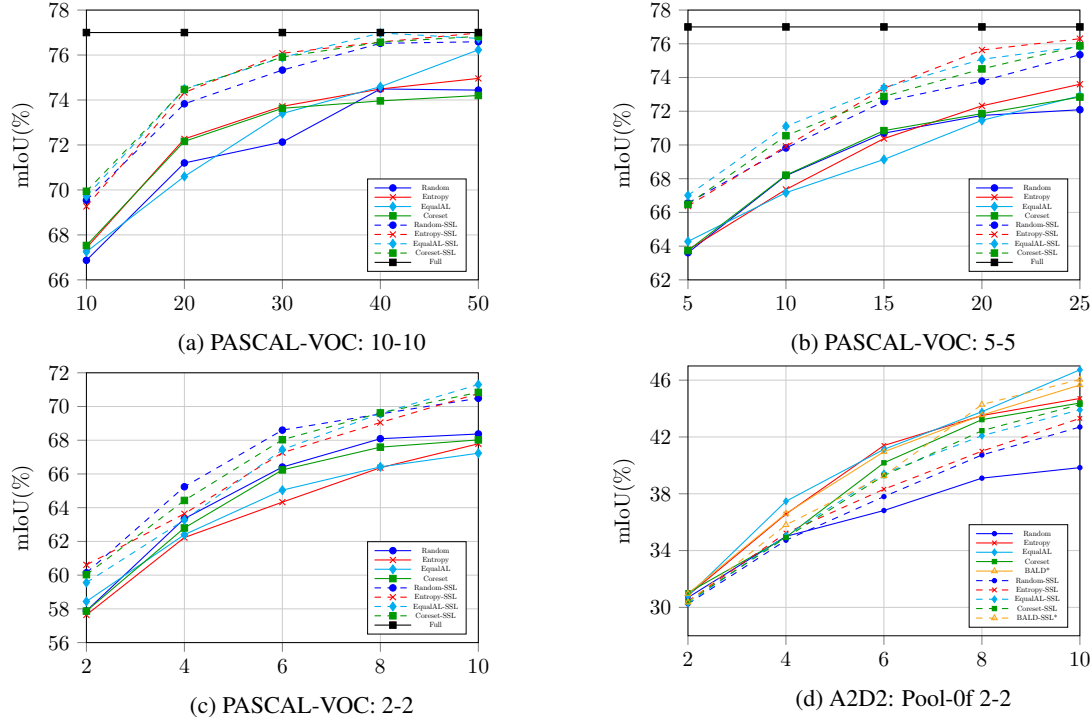 78
76
74
72
70
68
66
mIoU(%)
Random
Entropy
EqualAL
Coreset
Random-SSL
Entropy-SSL
EqualAL-SSL
Coreset-SSL
Full
10 20 30 40 50
(a) PASCAL-VOC: 10-10
78
76
74
72
70
68
66
64
62
mIoU(%)
Random
Entropy
EqualAL
Coreset
Random-SSL
Entropy-SSL
EqualAL-SSL
Coreset-SSL
Full
5 10 15 20 25
(b) PASCAL-VOC: 5-5
72
70
68
66
64
62
60
58
56
mIoU(%)
Random
Entropy
EqualAL
Coreset
Random-SSL
Entropy-SSL
EqualAL-SSL
Coreset-SSL
Full
2 4 6 8 10
(c) PASCAL-VOC: 2-2
46
42
38
34
30
mIoU(%)
Random
Entropy
EqualAL
Coreset
BALD*
Random-SSL
Entropy-SSL
EqualAL-SSL
Coreset-SSL
BALD-SSL*
2 4 6 8 10
(d) A2D2: Pool-0f 2-2